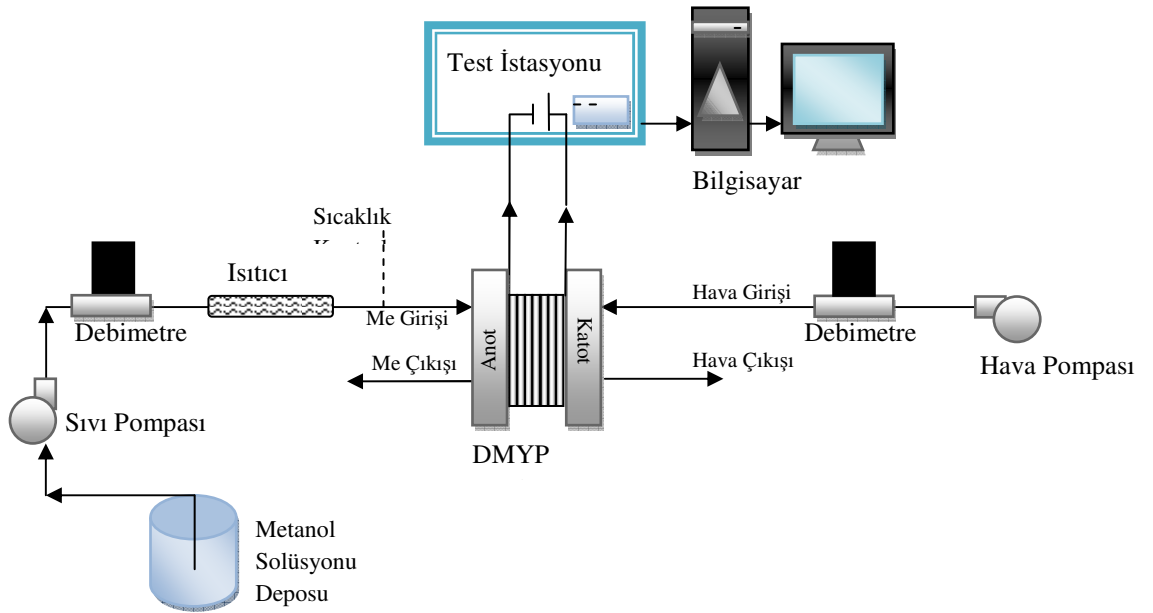 Test İstasyonu
Bilgisayar
Sıcaklık
Isıtıcı
Debimetre
Me Girişi
Me Çıkışı
Anot
Katot
Hava Girişi
Hava Çıkışı
Debimetre
Hava Pompası
Sıvı Pompası
DMYP
Metanol
Solüsyonu
Deposu